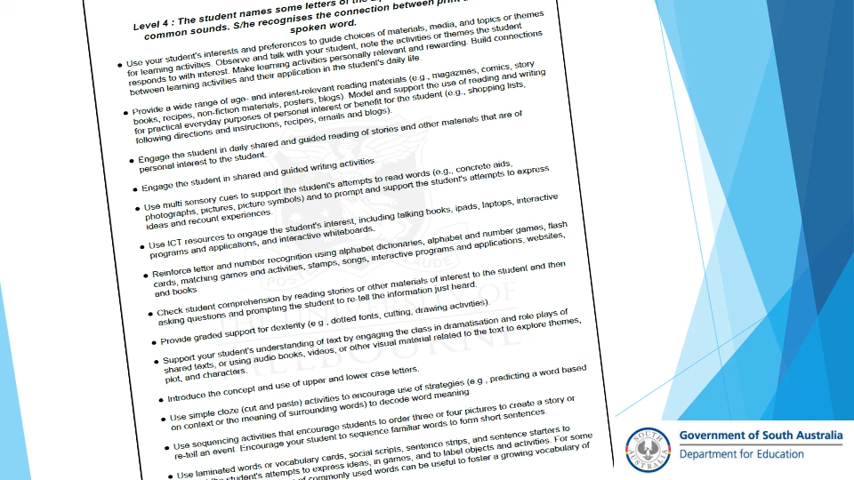 Level 4 : The student names some letters of the
common sounds. S/he recognises the connection between print
spoken word.
● Use your student's interests and preferences to guide choices of materials, media, and topics or themes
for learning activities. Observe and talk with your student, note the activities or themes the student
responds to with interest. Make learning activities personally relevant and rewarding. Build connections
between learning activities and their application in the student's daily life.
● Provide a wide range of age- and interest-relevant reading materials (e.g., magazines, comics, story
books, recipes, non-fiction materials, posters, blogs). Model and support the use of reading and writing
for practical everyday purposes of personal interest or benefit for the student (e.g., shopping lists,
following directions and instructions, recipes, emails and blogs).
● Engage the student in daily shared and guided reading of stories and other materials that are of
personal interest to the student.
● Engage the student in shared and guided writing activities.
● Use multi sensory cues to support the student's attempts to read words (e.g., concrete aids,
photographs, pictures, picture symbols) and to prompt and support the student's attempts to express
ideas and recount experiences.
● Use ICT resources to engage the student's interest, including talking books, ipads, laptops, interactive
programs and applications, and interactive whiteboards.
● Reinforce letter and number recognition using alphabet dictionaries, alphabet and number games, flash
cards, matching games and activities, stamps, songs, interactive programs and applications, websites,
and books.
● Check student comprehension by reading stories or other materials of interest to the student and then
asking questions and prompting the student to re-tell the information just heard.
● Provide graded support for dexterity (e.g., dotted fonts, cutting, drawing activities).
● Support your student's understanding of text by engaging the class in dramatisation and role plays of
shared texts, or using audio books, videos, or other visual material related to the text to explore themes,
plot, and characters.
● Introduce the concept and use of upper and lower case letters.
● Use simple cloze (cut and paste) activities to encourage use of strategies (e.g., predicting a word based
on context or the meaning of surrounding words) to decode word meaning.
● Use sequencing activities that encourage students to order three or four pictures to create a story or
re-tell an event. Encourage your student to sequence familiar words to form short sentences.
● Use laminated words or vocabulary cards, social scripts, sentence strips, and sentence starters to
the student's attempts to express ideas, in games, and to label objects and activities. For some
of commonly used words can be useful to foster a growing vocabulary of
SOUTH
AUSTRALIA
Government of South Australia
Department for Education